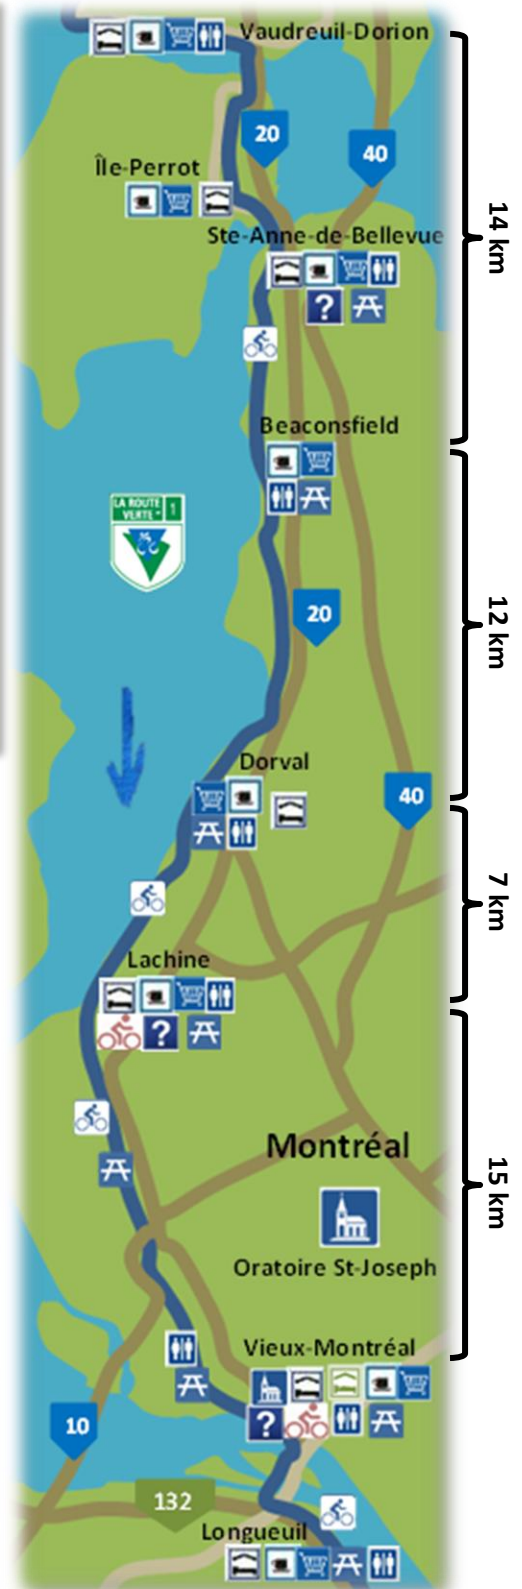 Vaudreuil-Dorion
20
40
Île-Perrot
14 km
Ste-Anne-de-Bellevue
?
Beaconsfield
LA ROUTE
VERTE 1
20
12 km
Dorval
40
7 km
Lachine
?
Montréal
15 km
Oratoire St-Joseph
Vieux-Montréal
?
10
132
Longueuil